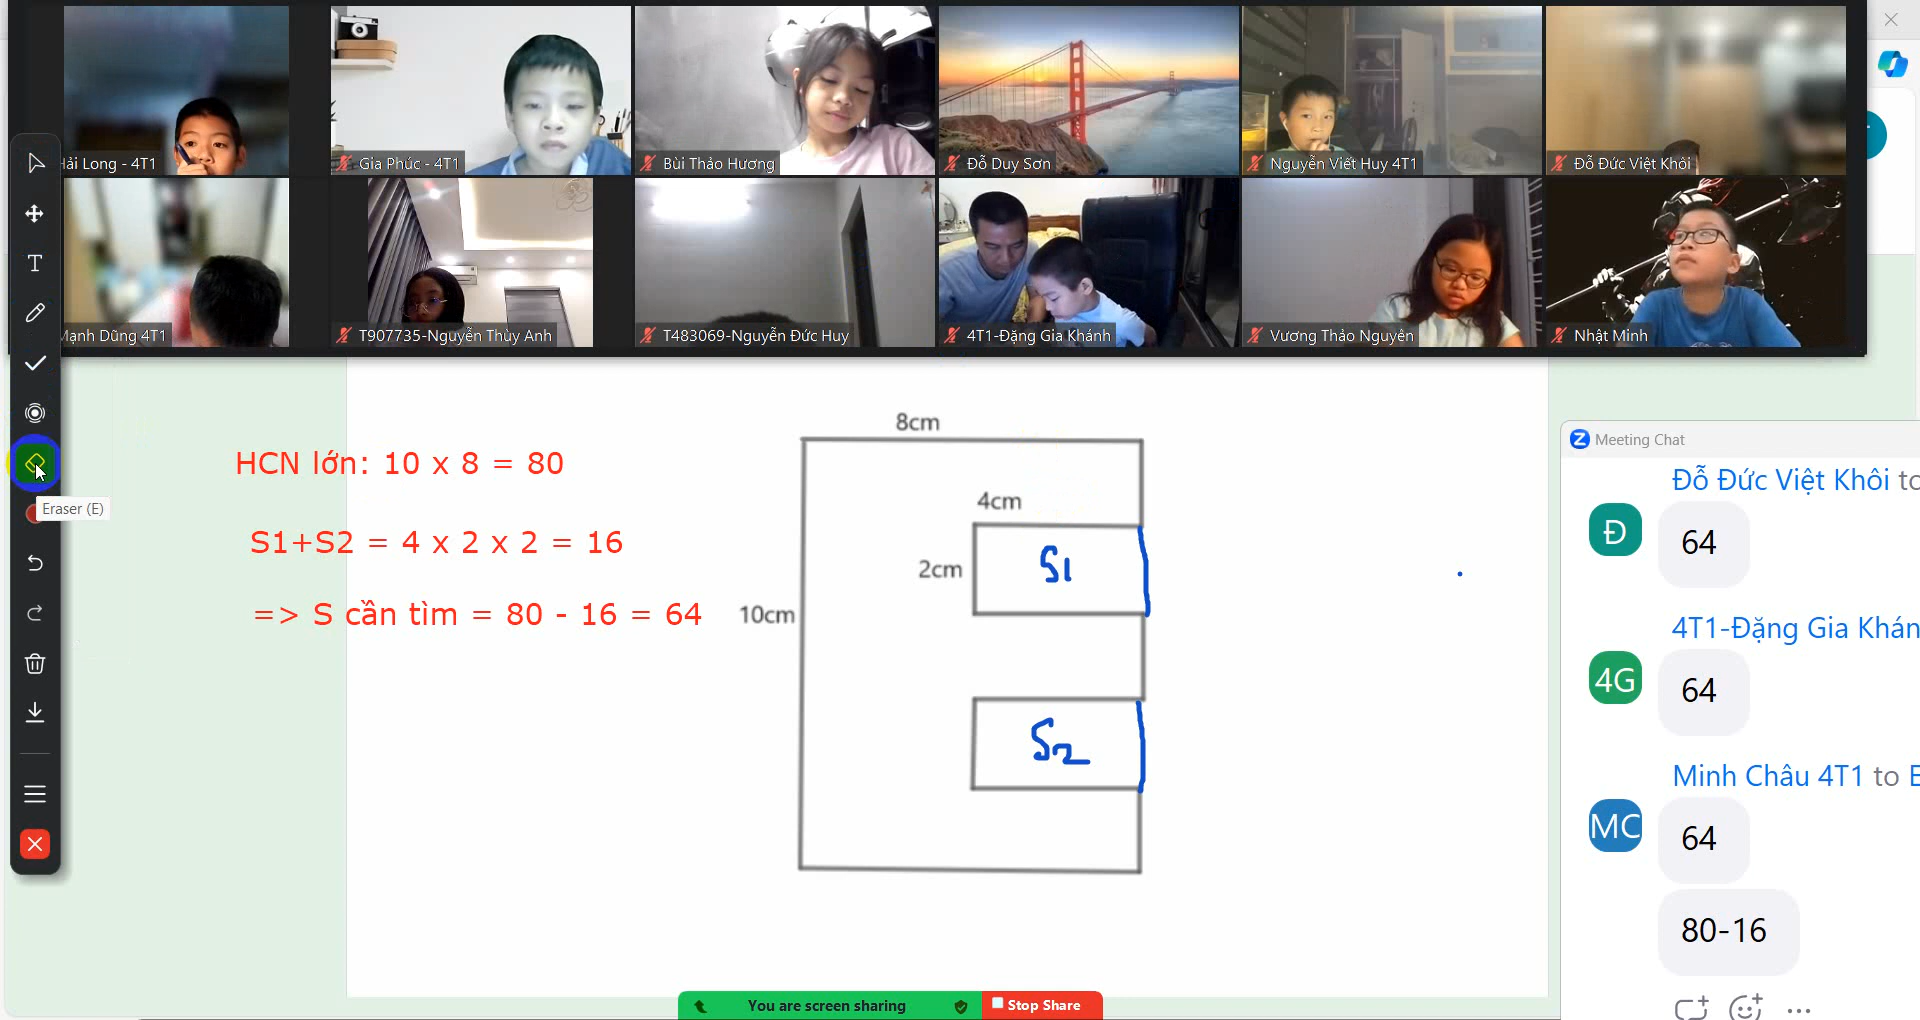 Hải Long - 4T1
Gia Phúc - 4T1
Bùi Thảo Hương
Đỗ Duy Sơn
Nguyễn Viết Huy 4T1
Đỗ Đức Việt Khôi
Mạnh Dũng 4T1
T907735-Nguyễn Thùy Anh
T483069-Nguyễn Đức Huy
4T1-Đặng Gia Khánh
Vương Thảo Nguyên
Nhật Minh
T
Eraser (E)
HCN lớn: 10 x 8 = 80
S1+S2 = 4 x 2 x 2 = 16
=> S cần tìm = 80 - 16 = 64
8cm
4cm
2cm
S1
10cm
S2
Meeting Chat
Đỗ Đức Việt Khôi to
Đ
64
4T1-Đặng Gia Khán
4G
64
Minh Châu 4T1 to E
MC
64
80-16
You are screen sharing
Stop Share